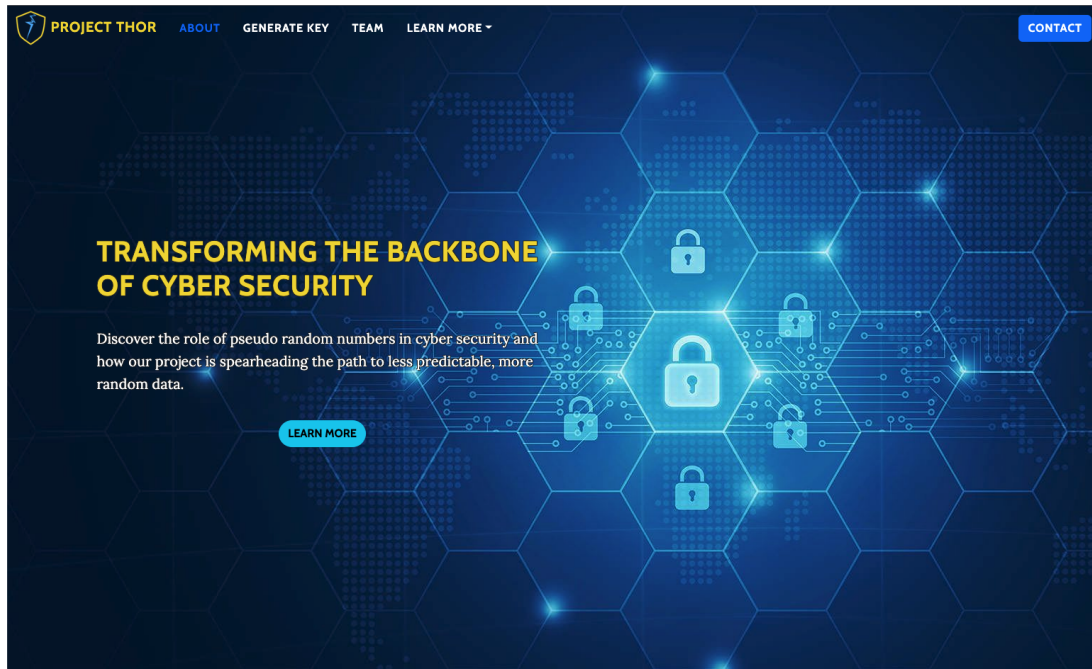 PROJECT THOR
ABOUT
GENERATE KEY
TEAM
LEARN MORE
CONTACT
TRANSFORMING THE BACKBONE
OF CYBER SECURITY
Discover the role of pseudo random numbers in cyber security and
how our project is spearheading the path to less predictable, more
random data.
LEARN MORE